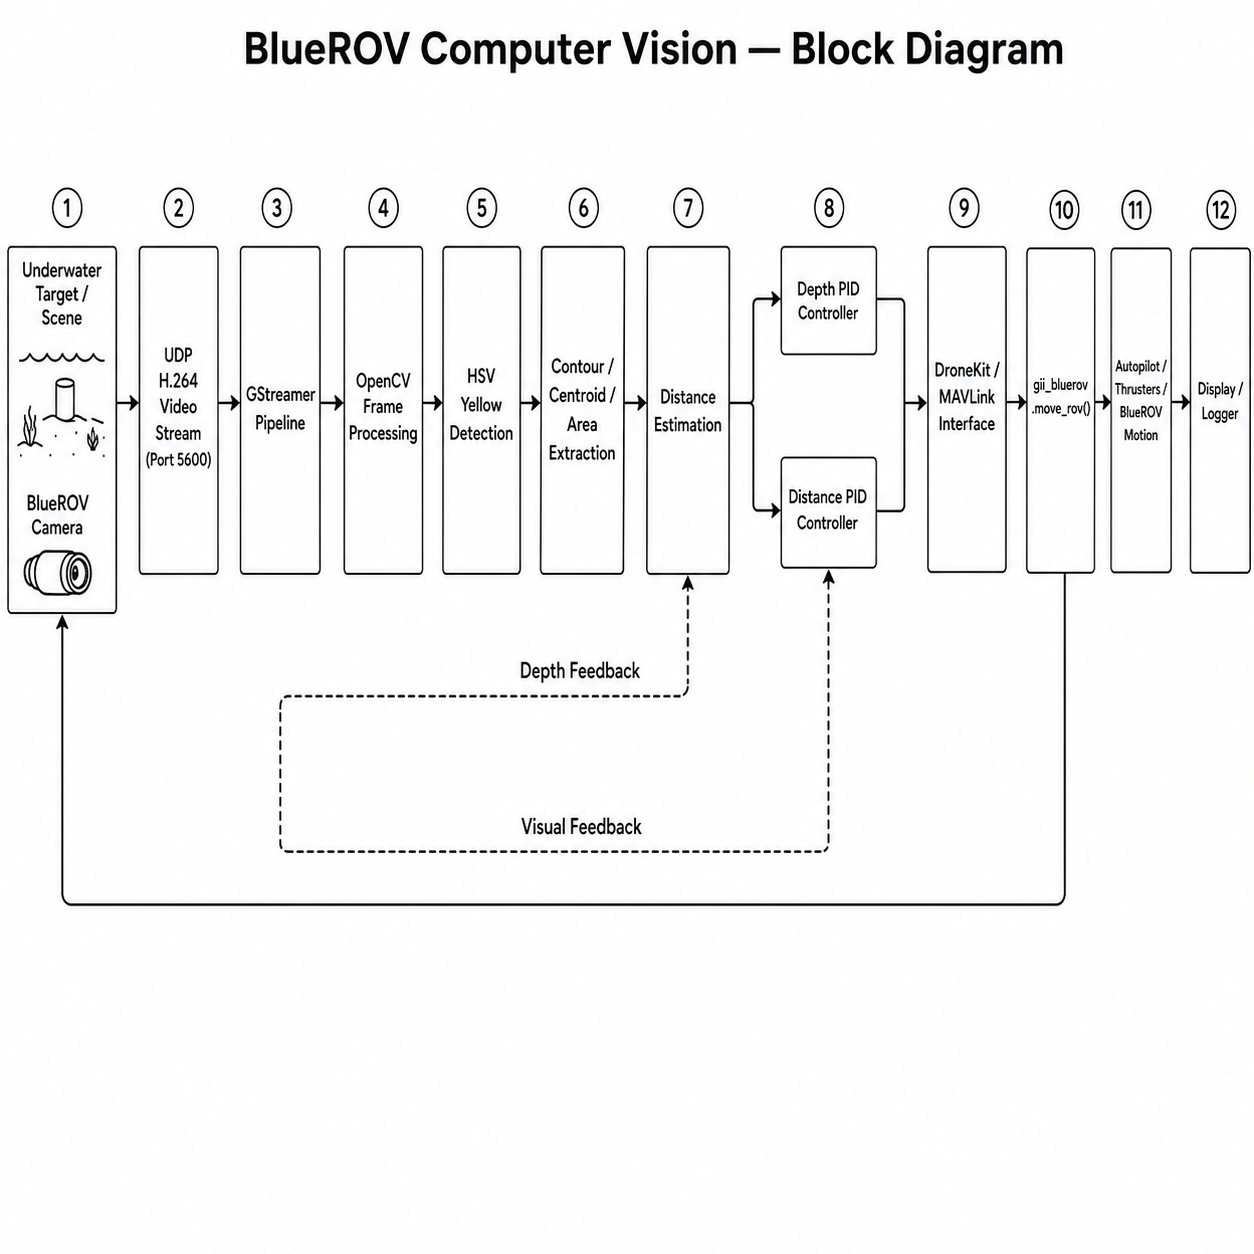 BlueROV Computer Vision — Block Diagram
1
2
3
4
5
6
7
8
9
10
11
12
Underwater
Target /
Scene
BlueROV
Camera
UDP
H.264
Video
Stream
(Port 5600)
GStreamer
Pipeline
OpenCV
Frame
Processing
HSV
Yellow
Detection
Contour /
Centroid /
Area
Extraction
Distance
Estimation
Depth PID
Controller
Distance PID
Controller
DroneKit /
MAVLink
Interface
gii_bluerov
.move_rov()
Autopilot /
Thrusters /
BlueROV
Motion
Display /
Logger
Depth Feedback
Visual Feedback